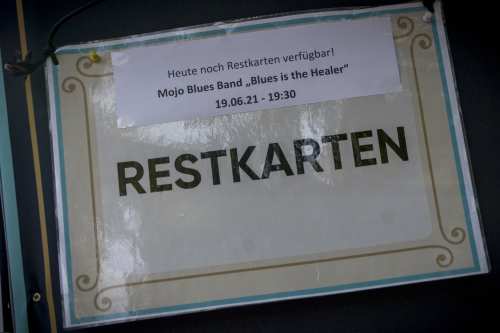 Heute noch Restkarten verfügbar!
Mojo Blues Band „Blues is the Healer“
19.06.21 - 19:30
RESTKARTEN